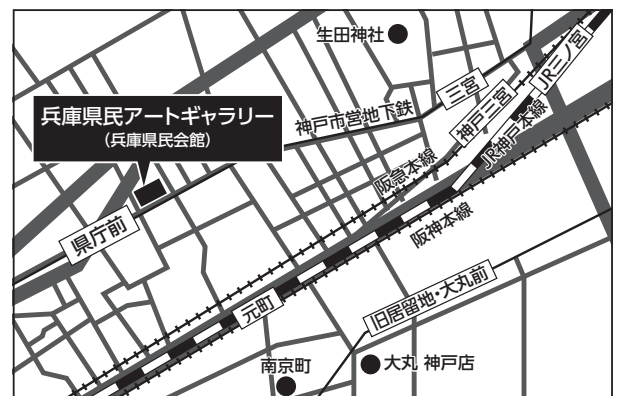 生田神社
兵庫県民アートギャラリー
(兵庫県民会館)
三宮
JR三ノ宮
神戸市営地下鉄
神戸三宮
JR神戸本線
阪急本線
県庁前
阪神本線
元町
旧居留地・大丸前
南京町
大丸 神戸店